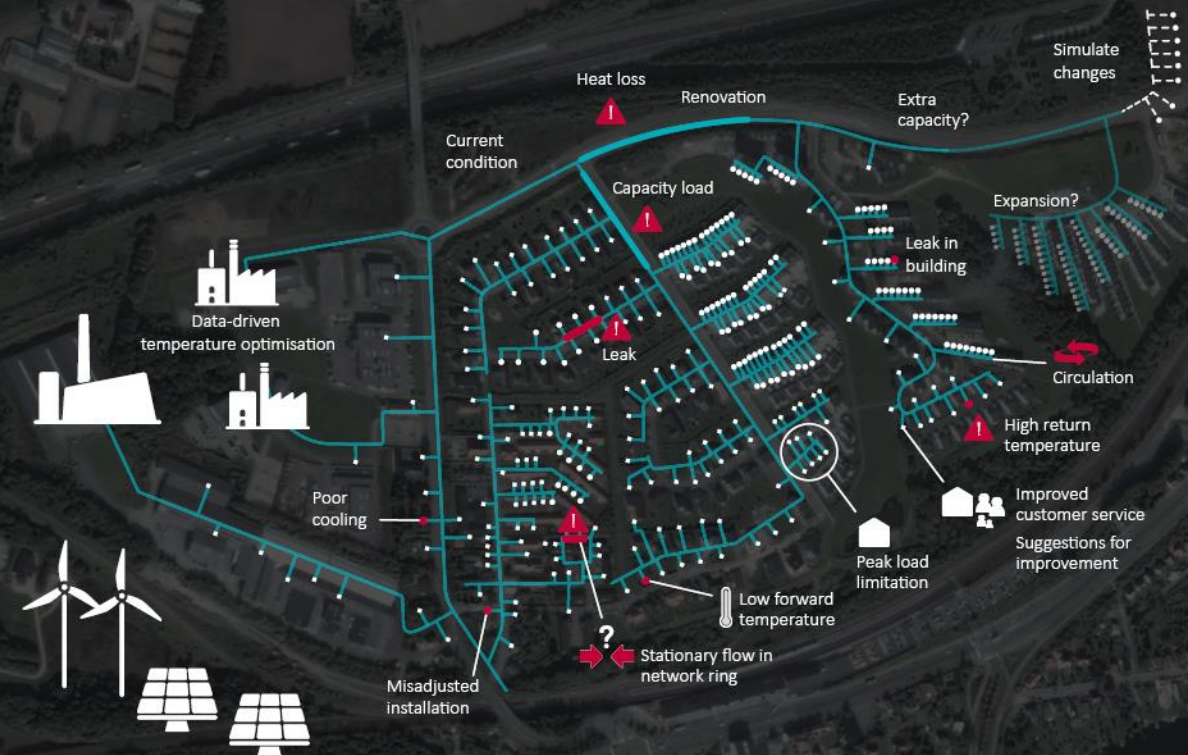 Simulate
changes
Heat loss
Renovation
Extra
capacity?
Current
condition
Capacity load
Expansion?
Leak in
building
Data-driven
temperature optimisation
Leak
Circulation
High return
temperature
Poor
cooling
Improved
customer service
Suggestions for
improvement
Peak load
limitation
Low forward
temperature
?
Stationary flow in
network ring
Misadjusted
installation